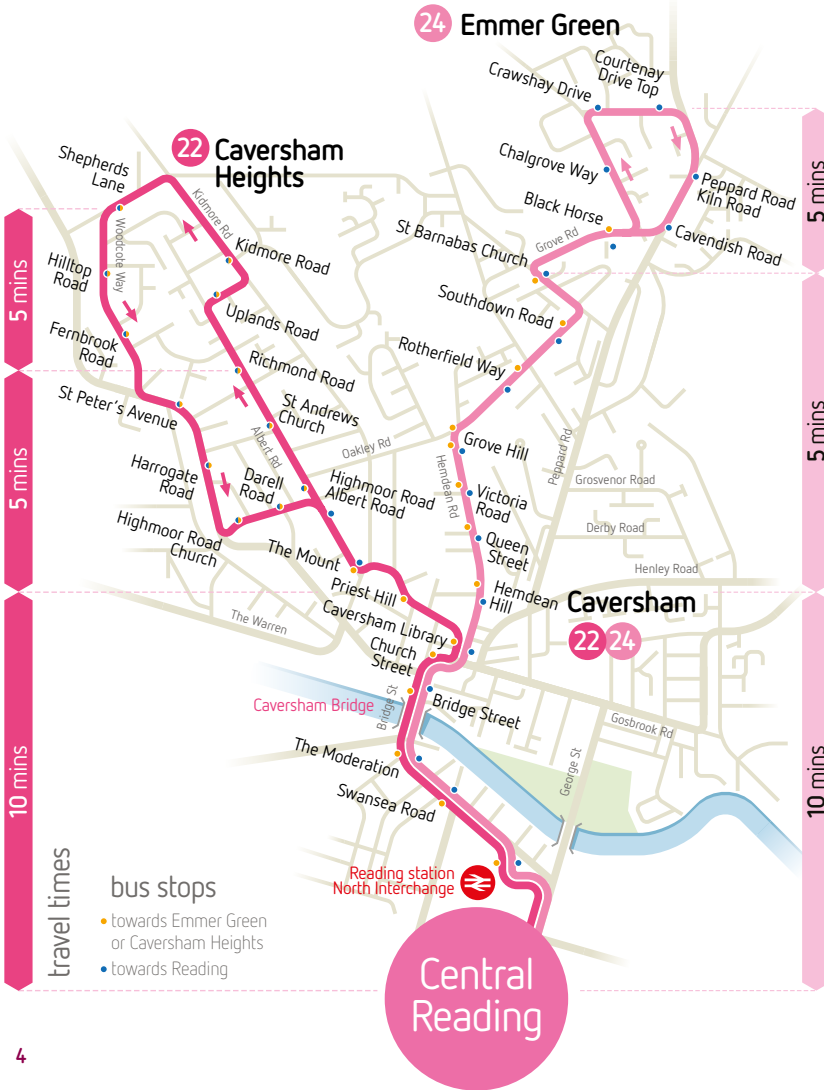 24 Emmer Green
Crawshay Drive
Courtenay
Drive Top
Chalgrove Way
Peppard Road
Kiln Road
Black Horse
Grove Rd
Cavendish Road
St Barnabas Church
Southdown Road
Rotherfield Way
Grove Hill
Hemdean Rd
Victoria
Road
Queen
Street
Hemdean
Hill
Peppard Rd
Grosvenor Road
Derby Road
Henley Road
5 mins
5 mins
10 mins
22 Caversham
Heights
Shepherds
Lane
Woodcote Way
Kidmore Rd
Kidmore Road
Hilltop
Road
Uplands Road
Fernbrook
Road
Richmond Road
St Peter's Avenue
St Andrews
Church
Albert Rd
Oakley Rd
Harrogate
Road
Darell
Road
Highmoor Road
Albert Road
Highmoor Road
Church
The Mount
Priest Hill
The Warren
Caversham Library
Church
Street
5 mins
5 mins
10 mins
Caversham
22 24
Caversham Bridge
Bridge St
Bridge Street
Gosbrook Rd
George St
The Moderation
Swansea Road
Reading station
North Interchange
Central
Reading
travel times
bus stops
towards Emmer Green
or Caversham Heights
towards Reading
4